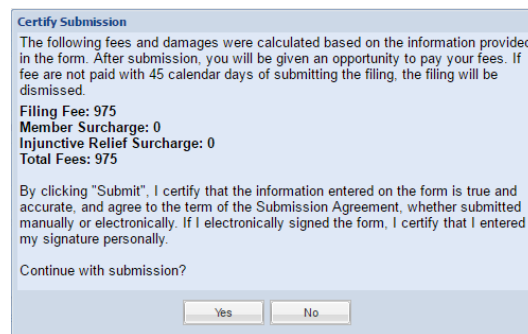 Certify Submission
The following fees and damages were calculated based on the information provided
in the form. After submission, you will be given an opportunity to pay your fees. If
fee are not paid with 45 calendar days of submitting the filing, the filing will be
dismissed.
Filing Fee: 975
Member Surcharge: 0
Injunctive Relief Surcharge: 0
Total Fees: 975
By clicking "Submit", I certify that the information entered on the form is true and
accurate, and agree to the term of the Submission Agreement, whether submitted
manually or electronically. If I electronically signed the form, I certify that I entered
my signature personally.
Continue with submission?
Yes
No